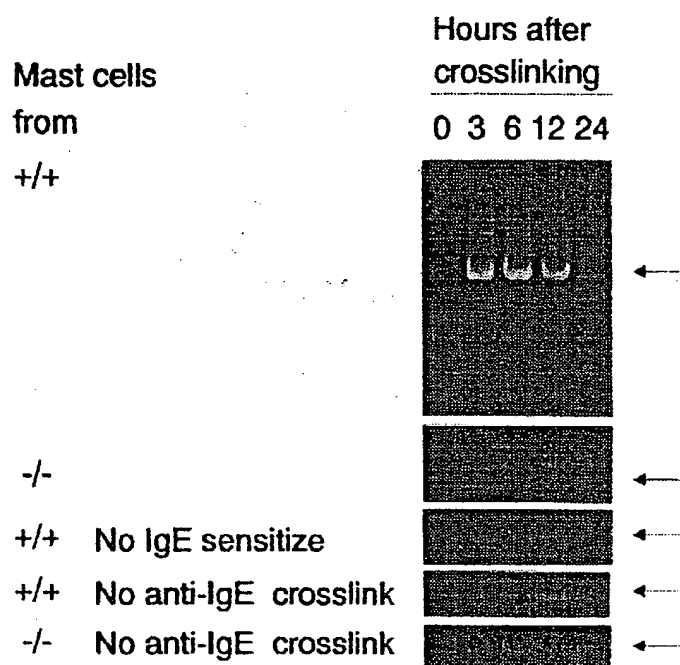 Hours after
crosslinking
Mast cells
from
0 3 6 12 24
+/+
-/-
+/+ No IgE sensitize
+/+ No anti-IgE crosslink
-/- No anti-IgE crosslink